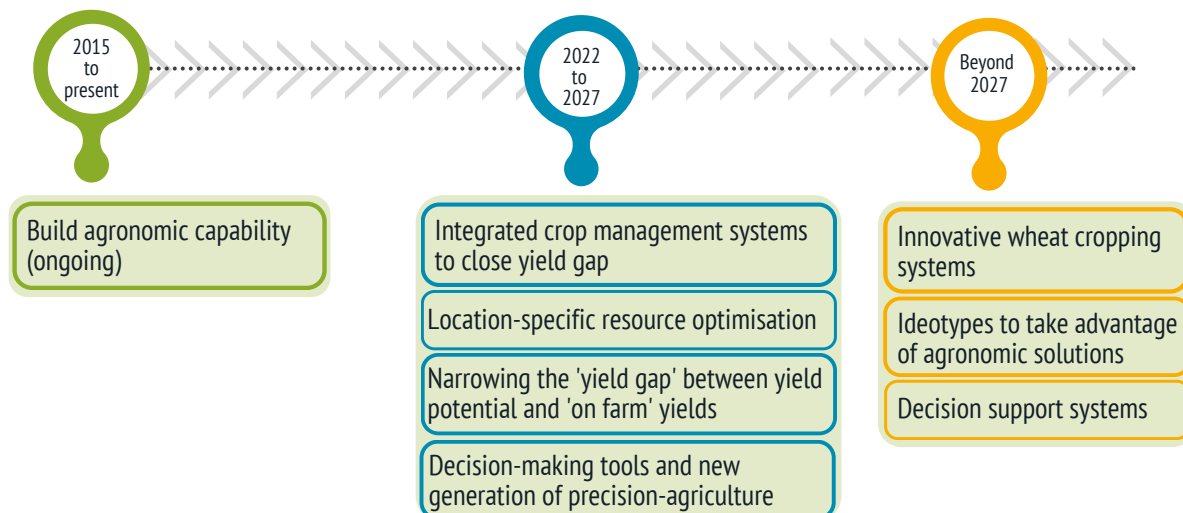 2015
to
present
2022
to
2027
Beyond
2027
Build agronomic capability
(ongoing)
Integrated crop management systems
to close yield gap
Location-specific resource optimisation
Narrowing the 'yield gap' between yield
potential and 'on farm' yields
Decision-making tools and new
generation of precision-agriculture
Innovative wheat cropping
systems
Ideotypes to take advantage
of agronomic solutions
Decision support systems